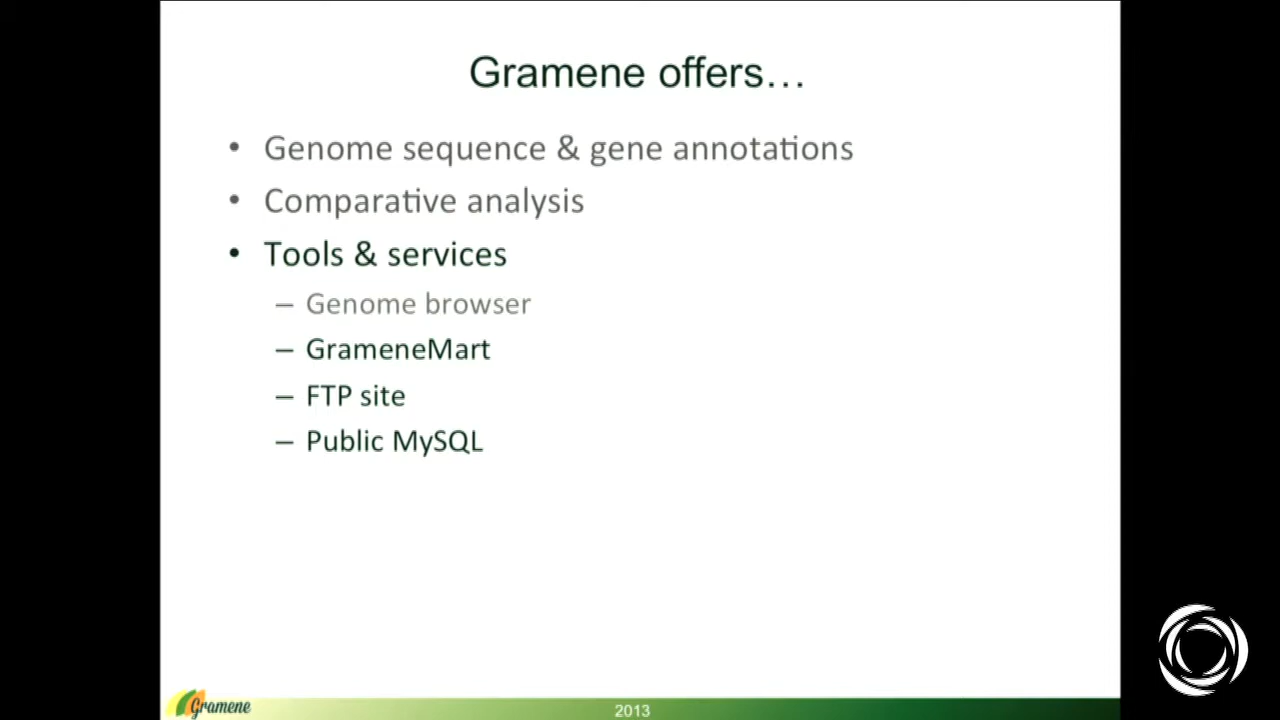 Gramene offers…
• Genome sequence & gene annotations
• Comparative analysis
• Tools & services
– Genome browser
– GrameneMart
– FTP site
– Public MySQL
Gramene
2013